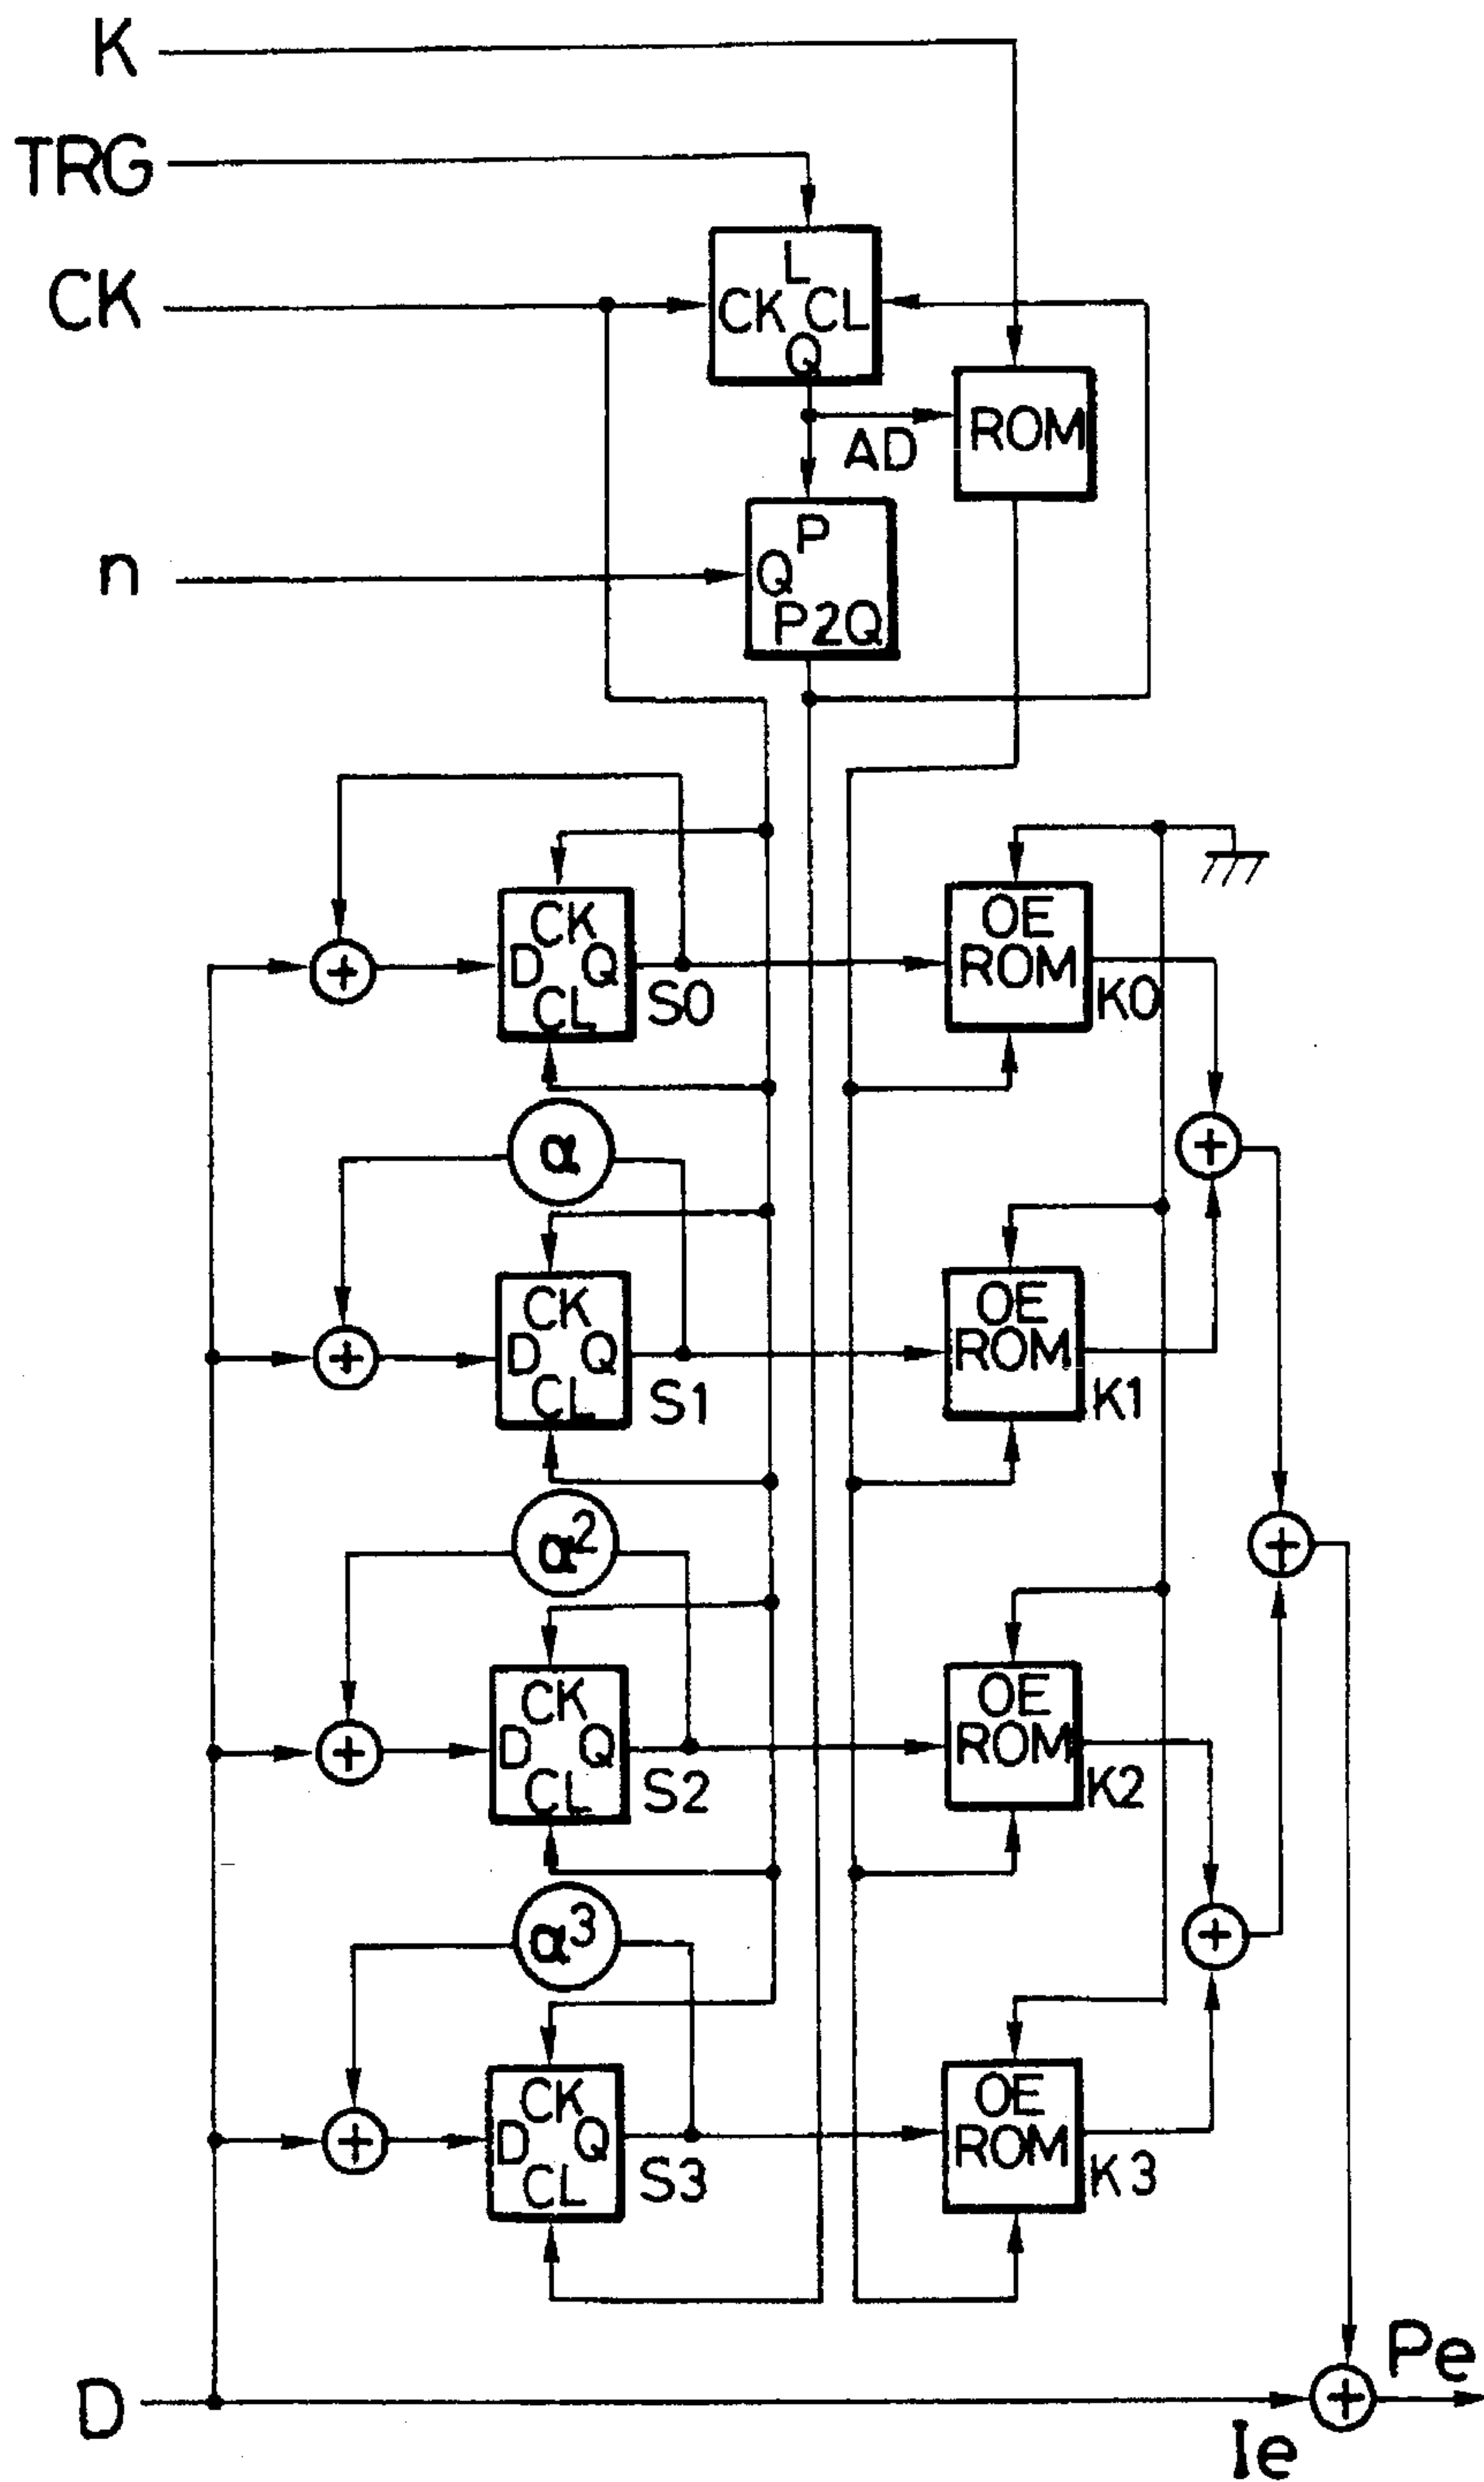 K
TRG
CK
L
CK CL
Q
AD
ROM
n
P
Q
P2Q
CK
D Q
CL
S0
OE
ROM
K0
α
CK
D Q
CL
S1
OE
ROM
K1
α2
CK
D Q
CL
S2
OE
ROM
K2
α3
CK
D Q
CL
S3
OE
ROM
K3
D
Ie
Pe